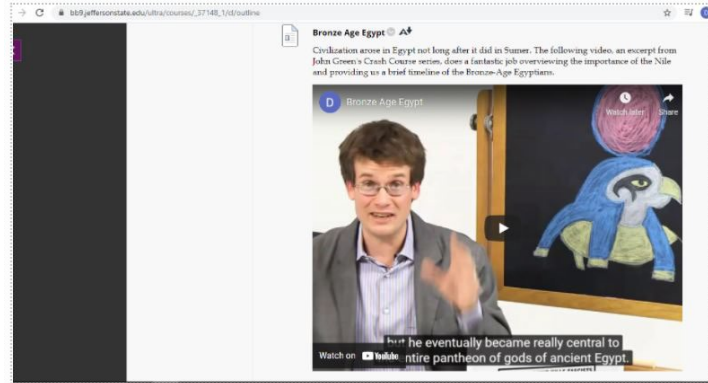 bb9.jeffersonstate.edu/ultra/courses/_37148_1/cl/outline
Bronze Age Egypt
Civilization arose in Egypt not long after it did in Sumer. The following video, an excerpt from
John Green's Crash Course series, does a fantastic job overviewing the importance of the Nile
and providing us a brief timeline of the Bronze-Age Egyptians.
D Bronze Age Egypt
Watch later Share
but he eventually became really central to
Watch on YouTube ntire pantheon of gods of ancient Egypt.